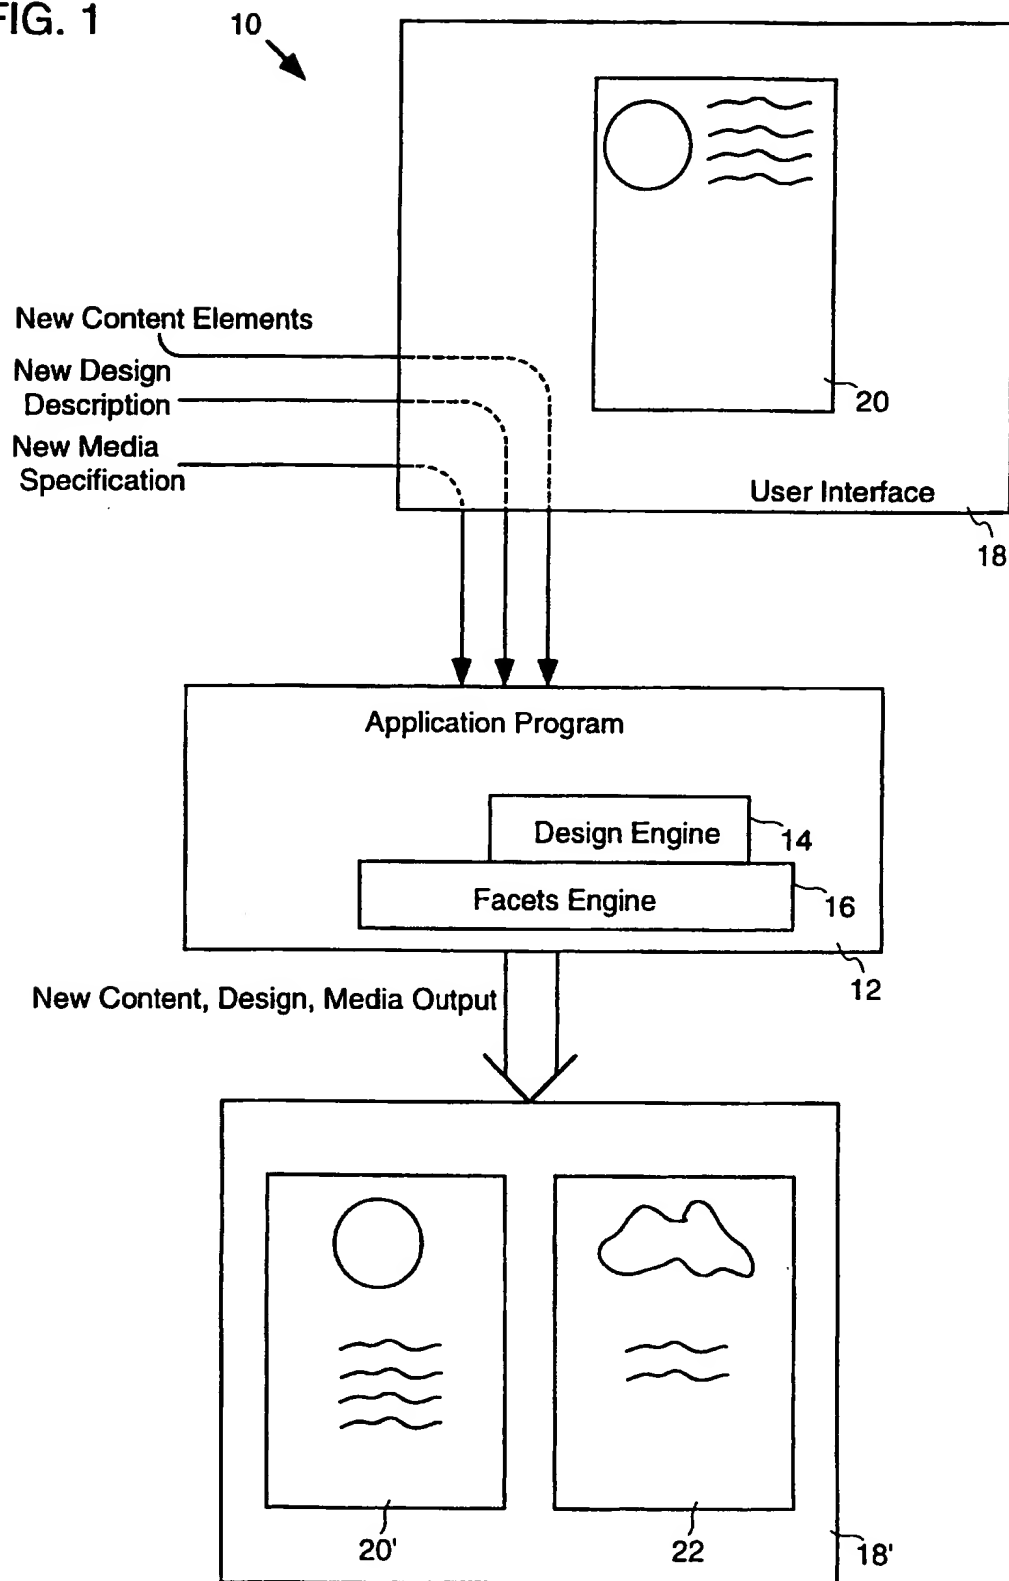 FIG. 1
10
New Content Elements
New Design
Description
New Media
Specification
20
User Interface
18
Application Program
Design Engine
14
Facets Engine
16
12
New Content, Design, Media Output
20'
22
18'